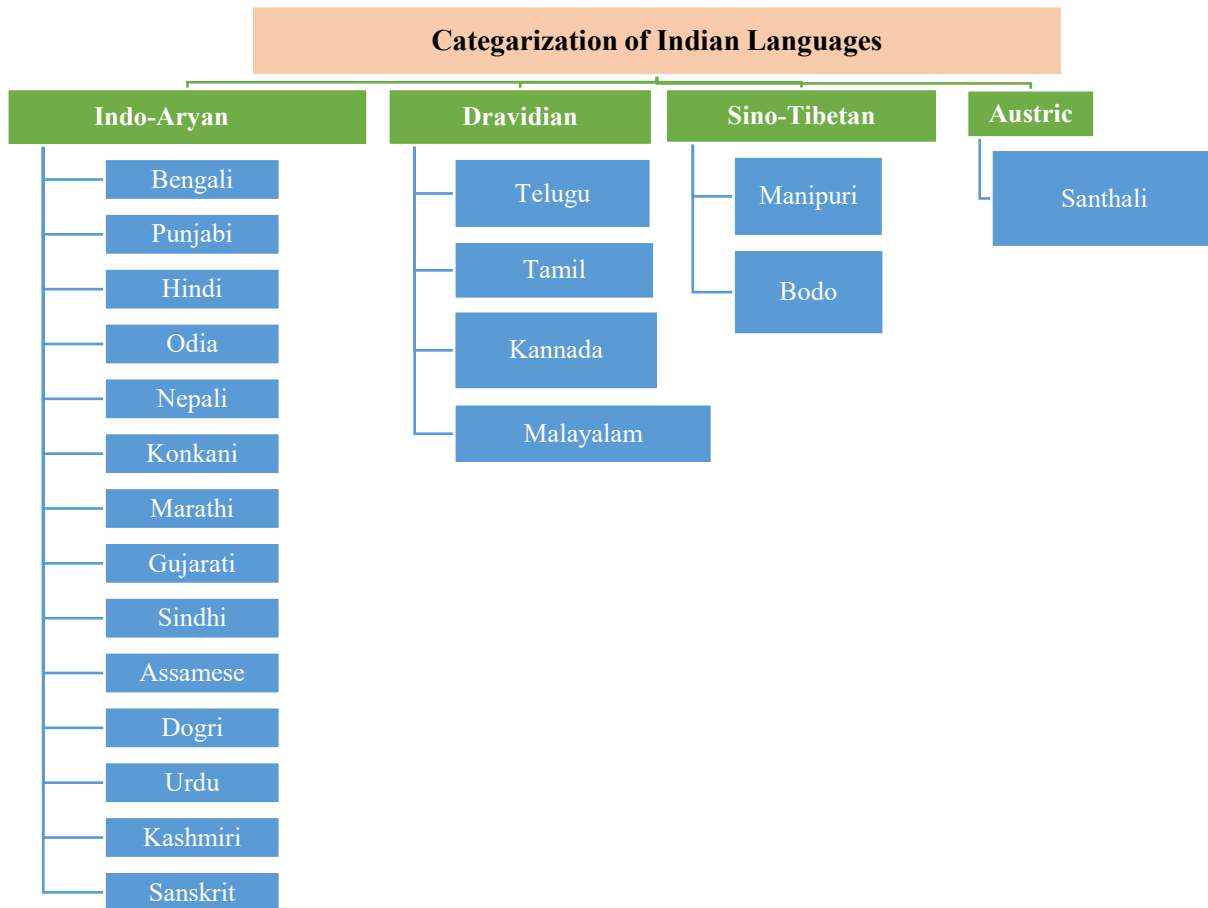 Categarization of Indian Languages
Indo-Aryan
Bengali
Punjabi
Hindi
Odia
Nepali
Konkani
Marathi
Gujarati
Sindhi
Assamese
Dogri
Urdu
Kashmiri
Sanskrit
Dravidian
Telugu
Tamil
Kannada
Malayalam
Sino-Tibetan
Manipuri
Bodo
Austric
Santhali